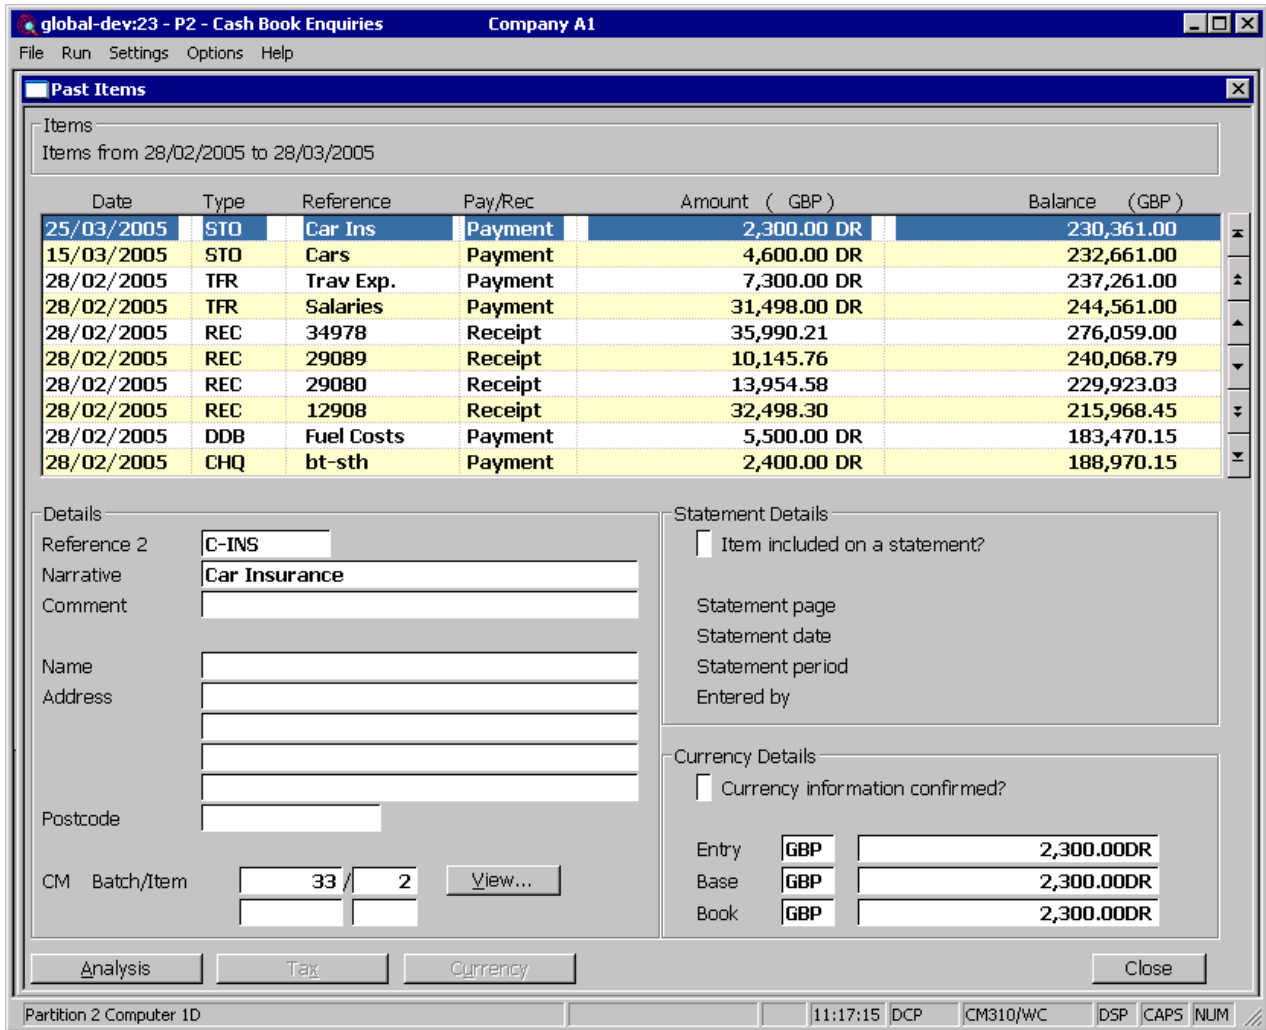 global-dev:23 - P2 - Cash Book Enquiries Company A1
File Run Settings Options Help
Past Items
Items
Items from 28/02/2005 to 28/03/2005
Date Type Reference Pay/Rec Amount ( GBP ) Balance (GBP )
25/03/2005 STO Car Ins Payment 2,300.00 DR 230,361.00
15/03/2005 STO Cars Payment 4,600.00 DR 232,661.00
28/02/2005 TFR Trav Exp. Payment 7,300.00 DR 237,261.00
28/02/2005 TFR Salaries Payment 31,498.00 DR 244,561.00
28/02/2005 REC 34978 Receipt 35,990.21 276,059.00
28/02/2005 REC 29089 Receipt 10,145.76 240,068.79
28/02/2005 REC 29080 Receipt 13,954.58 229,923.03
28/02/2005 REC 12908 Receipt 32,498.30 215,968.45
28/02/2005 DDB Fuel Costs Payment 5,500.00 DR 183,470.15
28/02/2005 CHQ bt-sth Payment 2,400.00 DR 188,970.15
Details
Reference 2 C-INS
Narrative Car Insurance
Comment
Name
Address
Postcode
CM Batch/Item 33 / 2 View...
Statement Details
Item included on a statement?
Statement page
Statement date
Statement period
Entered by
Currency Details
Currency information confirmed?
Entry GBP 2,300.00DR
Base GBP 2,300.00DR
Book GBP 2,300.00DR
Analysis Tax Currency Close
Partition 2 Computer 1D 11:17:15 DCP CM310/WC DSP CAPS NUM